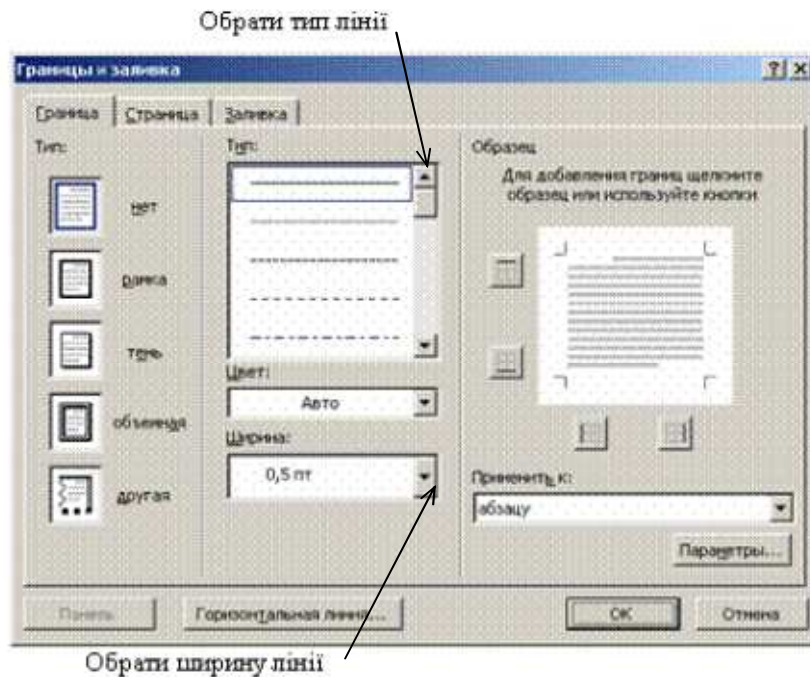 Обрати тип лінії
Границы и заливка
Граница Страница Заливка
Тип:
нет
рамка
тень
объемная
другая
Тип:
Цвет:
Авто
Ширина:
0,5 пт
Образец
Для добавления границ щелкните
образец или используйте кнопки
Применить к:
абзацу
Параметры...
Панель
Горизонтальная линия...
ОК
Отмена
Обрати ширину лінії